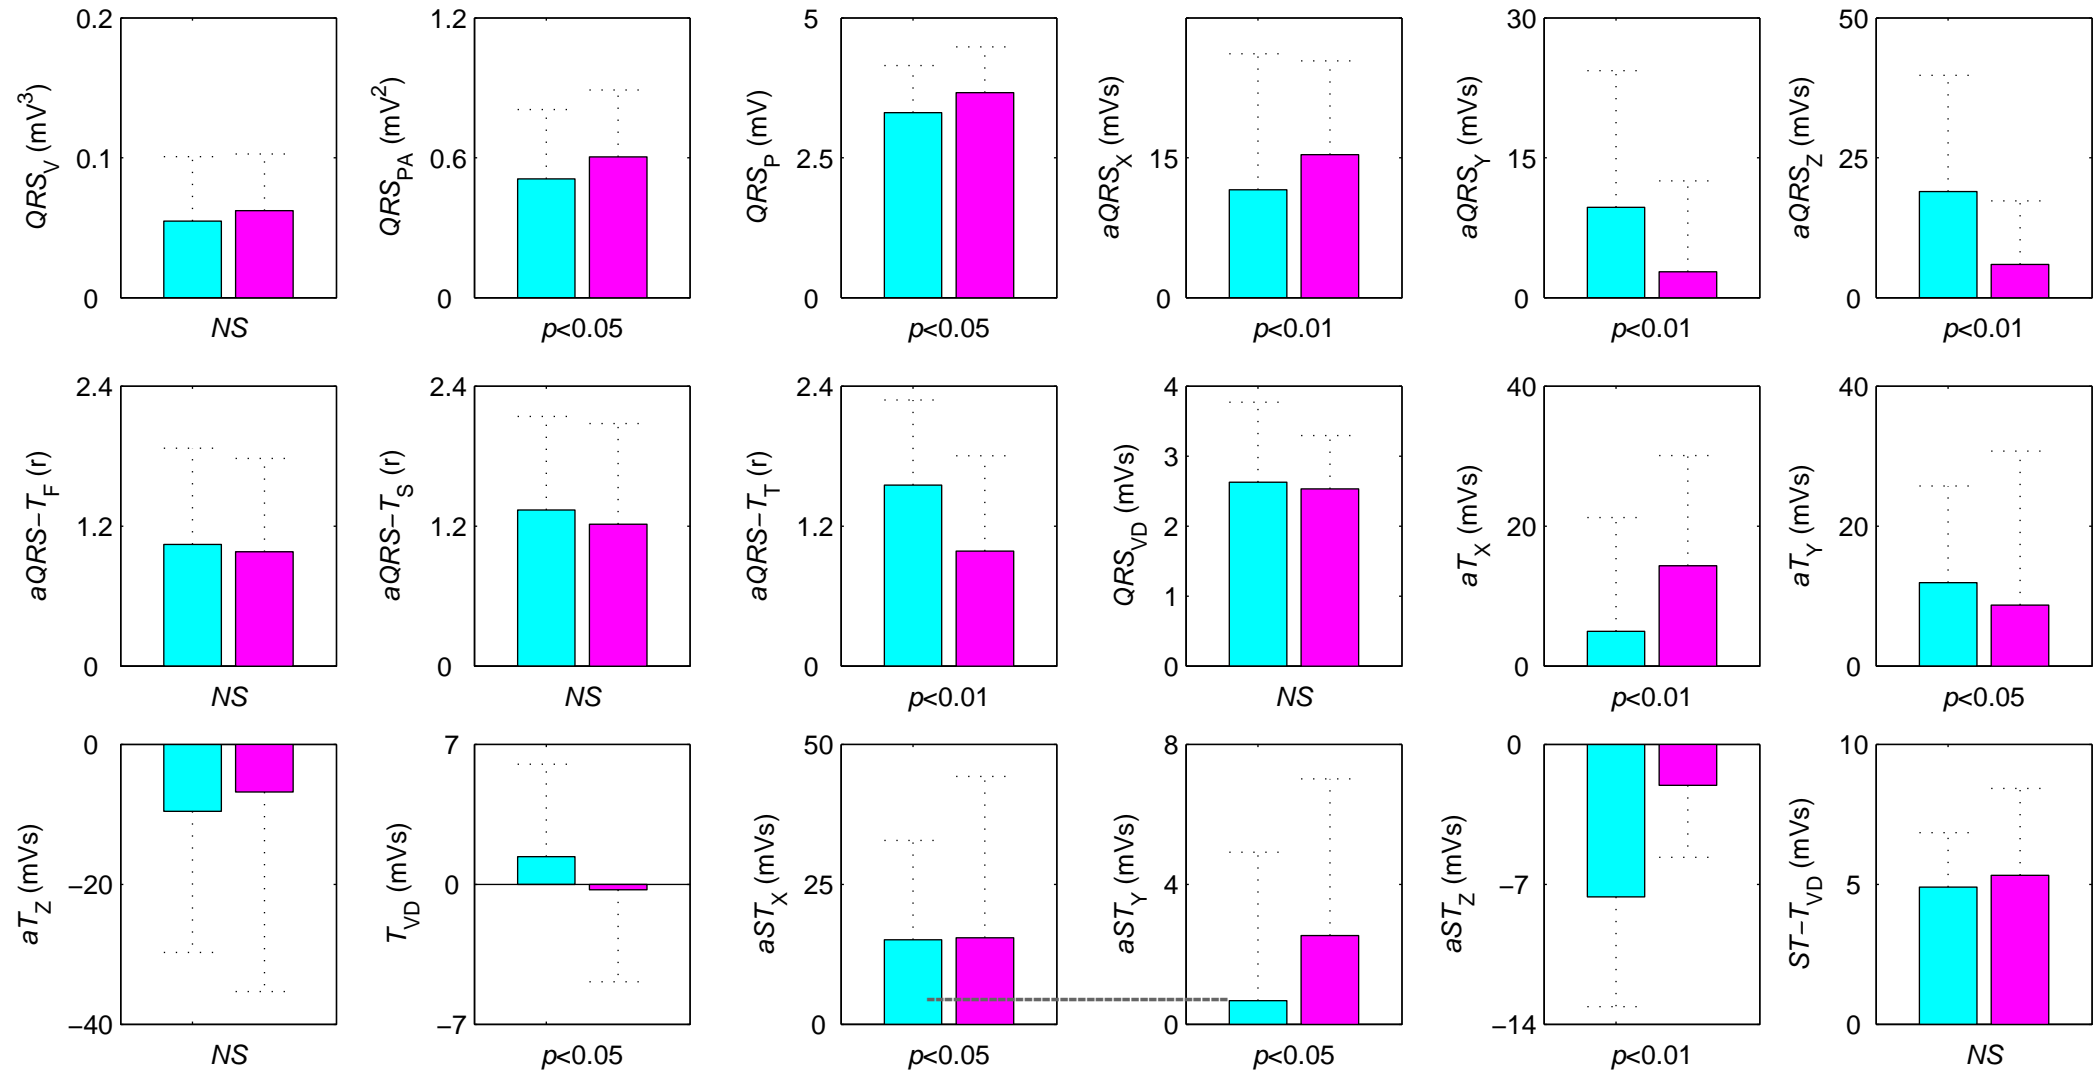 0.2
0.1
0
QRS_V (mV^3)
NS
1.2
0.6
0
QRS_PA (mV^2)
p<0.05
5
2.5
0
QRS_P (mV)
p<0.05
15
0
aQRS_X (mVs)
p<0.01
30
15
0
aQRS_Y (mVs)
p<0.01
50
25
0
aQRS_Z (mVs)
p<0.01
2.4
1.2
0
aQRS−T_F (r)
NS
2.4
1.2
0
aQRS−T_S (r)
NS
2.4
1.2
0
aQRS−T_T (r)
p<0.01
4
3
2
1
0
QRS_VD (mVs)
NS
40
20
0
aT_X (mVs)
p<0.01
40
20
0
aT_Y (mVs)
p<0.05
0
−20
−40
aT_Z (mVs)
NS
7
0
−7
T_VD (mVs)
p<0.05
50
25
0
aST_X (mVs)
p<0.05
8
4
0
aST_Y (mVs)
p<0.05
0
−7
−14
aST_Z (mVs)
p<0.01
10
5
0
ST−T_VD (mVs)
NS